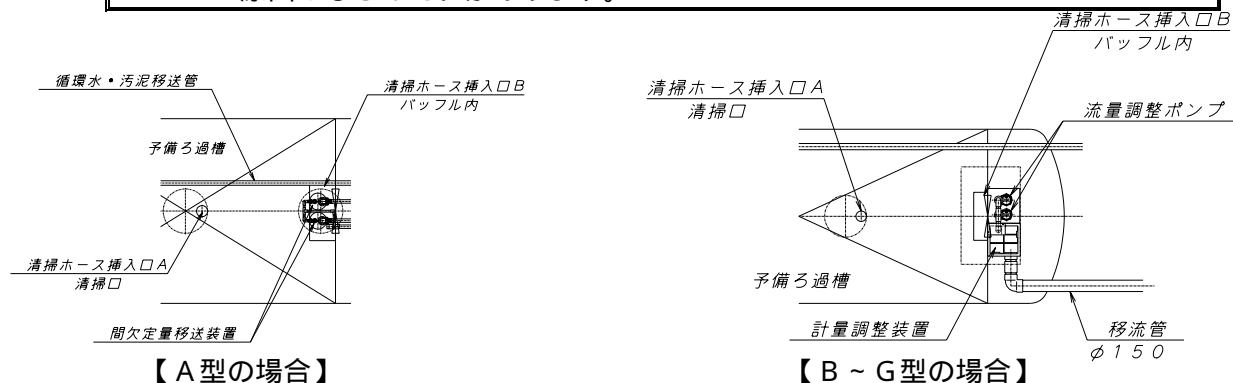 清掃ホース挿入口B
バッフル内
循環水・汚泥移送管
清掃ホース挿入口B
バッフル内
清掃ホース挿入口A
清掃口
流量調整ポンプ
予備ろ過槽
清掃ホース挿入口A
清掃口
予備ろ過槽
間欠定量移送装置
計量調整装置
移流管
φ150
【A型の場合】
【B~G型の場合】